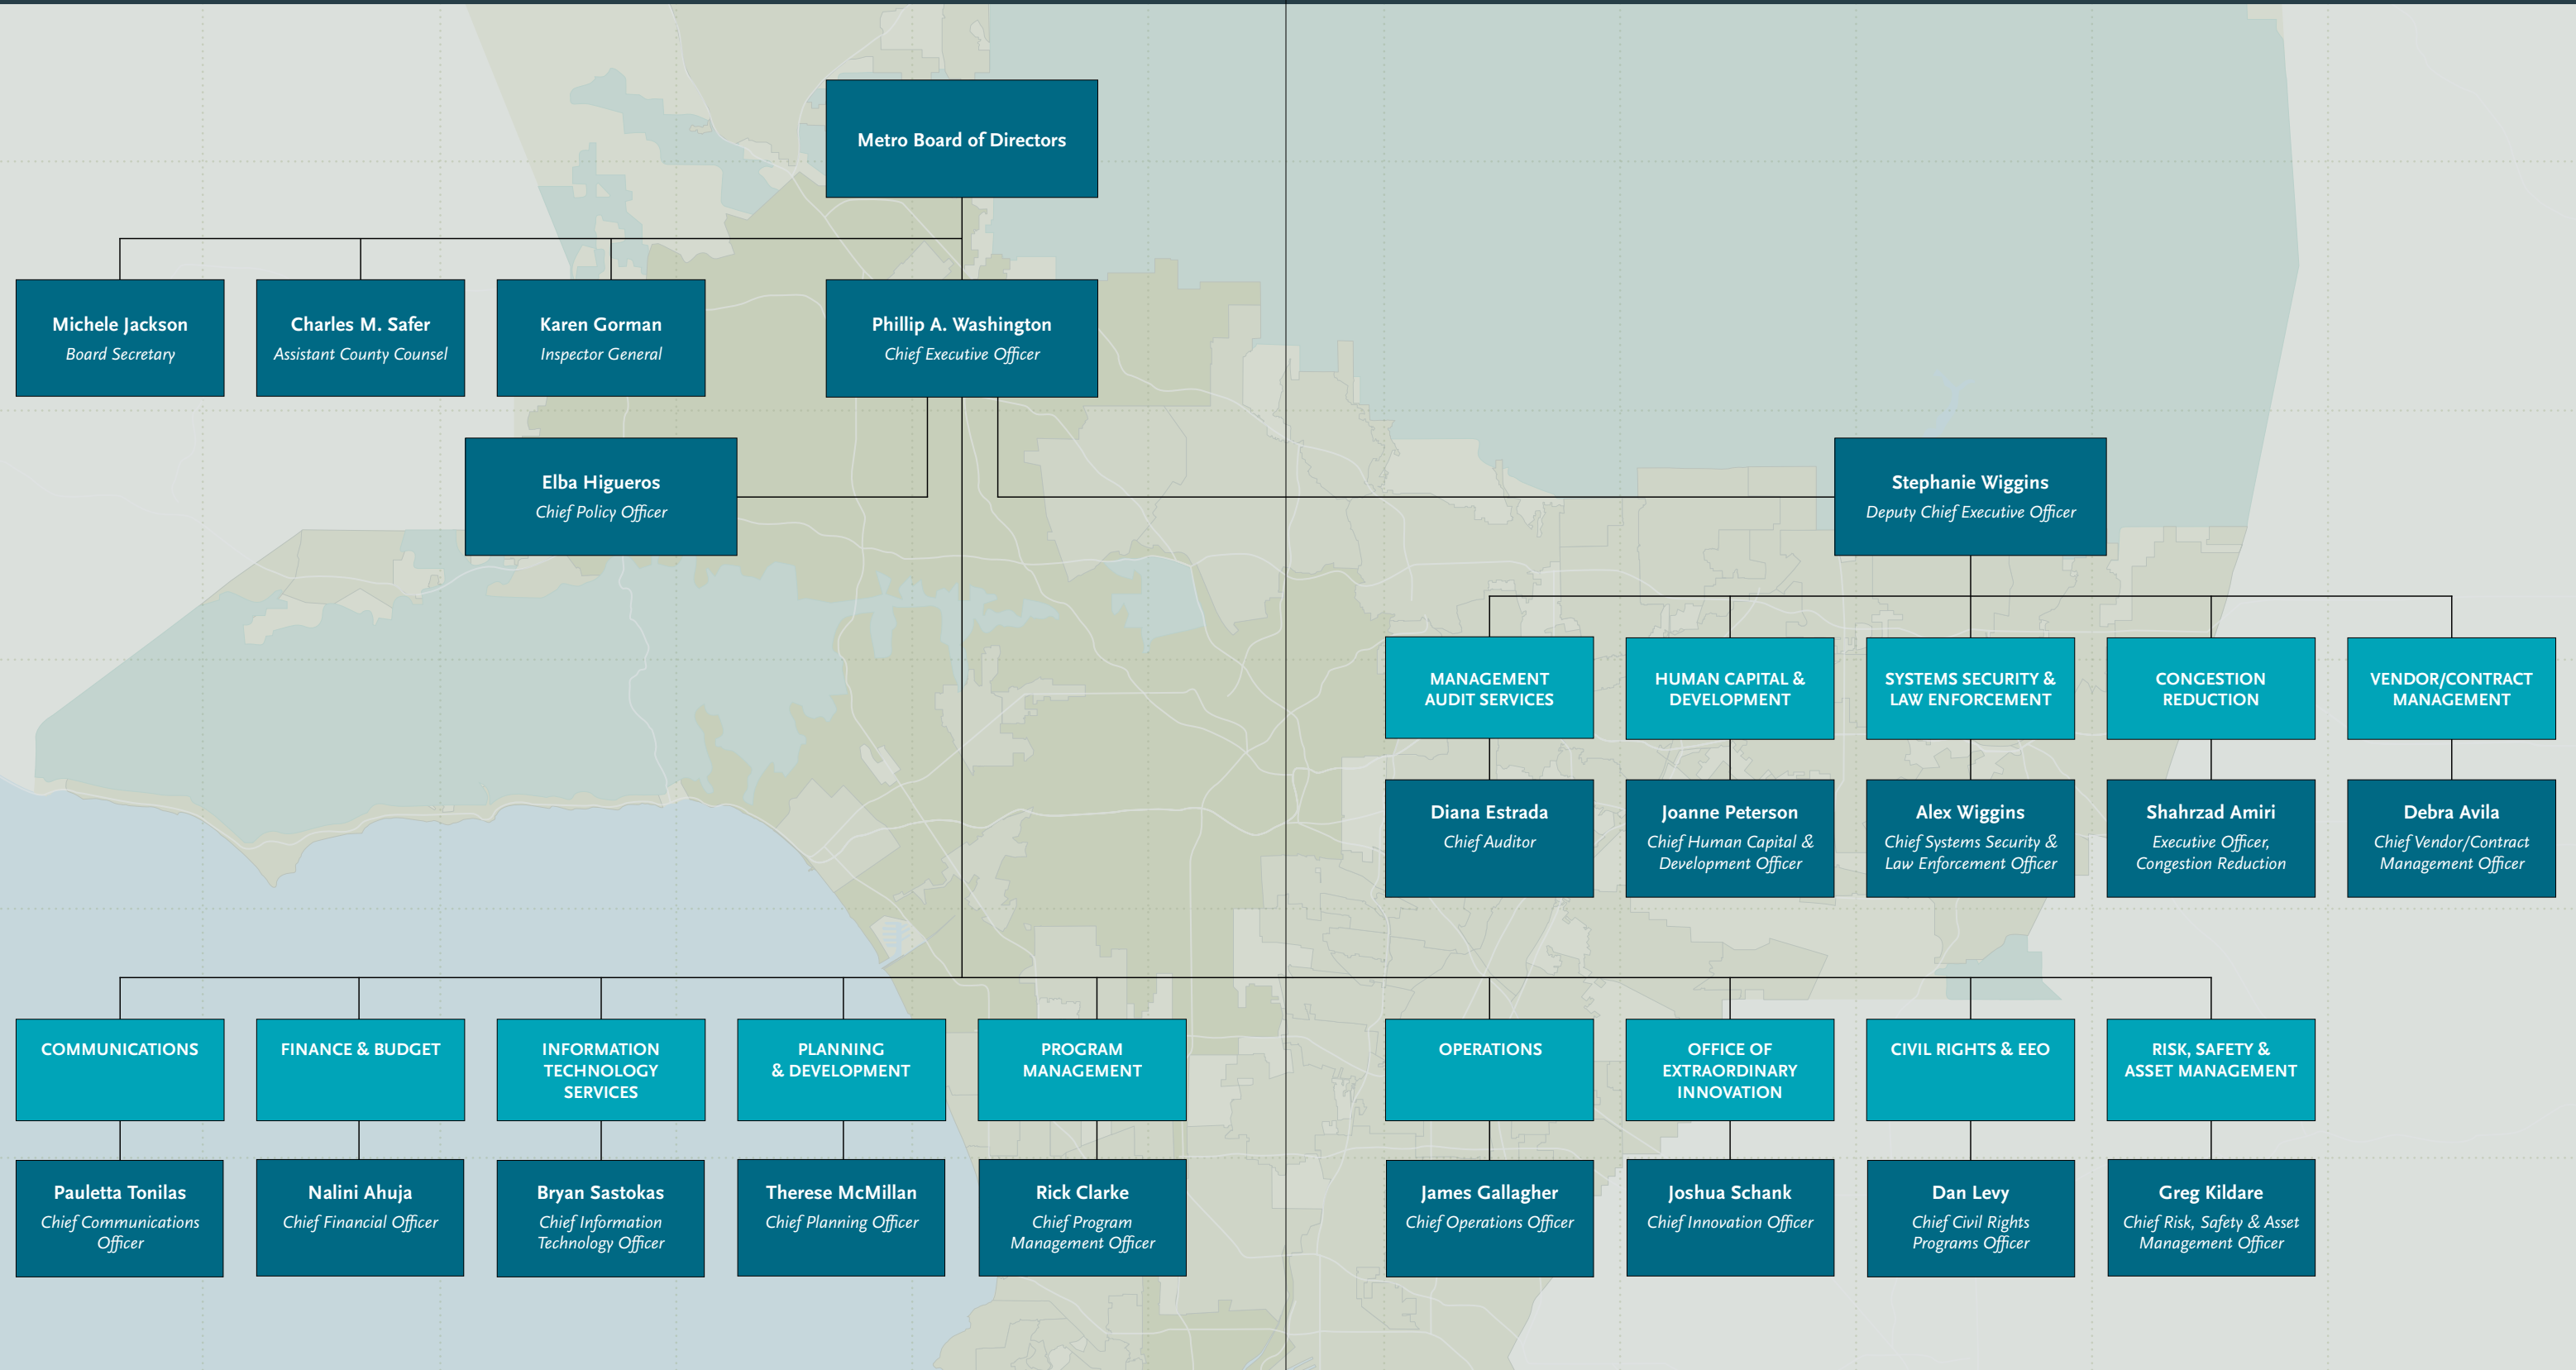 Metro Board of Directors
Michele Jackson
Board Secretary
Charles M. Safer
Assistant County Counsel
Karen Gorman
Inspector General
Phillip A. Washington
Chief Executive Officer
Elba Higueros
Chief Policy Officer
Stephanie Wiggins
Deputy Chief Executive Officer
MANAGEMENT
AUDIT SERVICES
HUMAN CAPITAL &
DEVELOPMENT
SYSTEMS SECURITY &
LAW ENFORCEMENT
CONGESTION
REDUCTION
VENDOR/CONTRACT
MANAGEMENT
Diana Estrada
Chief Auditor
Joanne Peterson
Chief Human Capital &
Development Officer
Alex Wiggins
Chief Systems Security &
Law Enforcement Officer
Shahrzad Amiri
Executive Officer,
Congestion Reduction
Debra Avila
Chief Vendor/Contract
Management Officer
COMMUNICATIONS
FINANCE & BUDGET
INFORMATION
TECHNOLOGY
SERVICES
PLANNING
& DEVELOPMENT
PROGRAM
MANAGEMENT
OPERATIONS
OFFICE OF
EXTRAORDINARY
INNOVATION
CIVIL RIGHTS & EEO
RISK, SAFETY &
ASSET MANAGEMENT
Pauletta Tonilas
Chief Communications
Officer
Nalini Ahuja
Chief Financial Officer
Bryan Sastokas
Chief Information
Technology Officer
Therese McMillan
Chief Planning Officer
Rick Clarke
Chief Program
Management Officer
James Gallagher
Chief Operations Officer
Joshua Schank
Chief Innovation Officer
Dan Levy
Chief Civil Rights
Programs Officer
Greg Kildare
Chief Risk, Safety & Asset
Management Officer